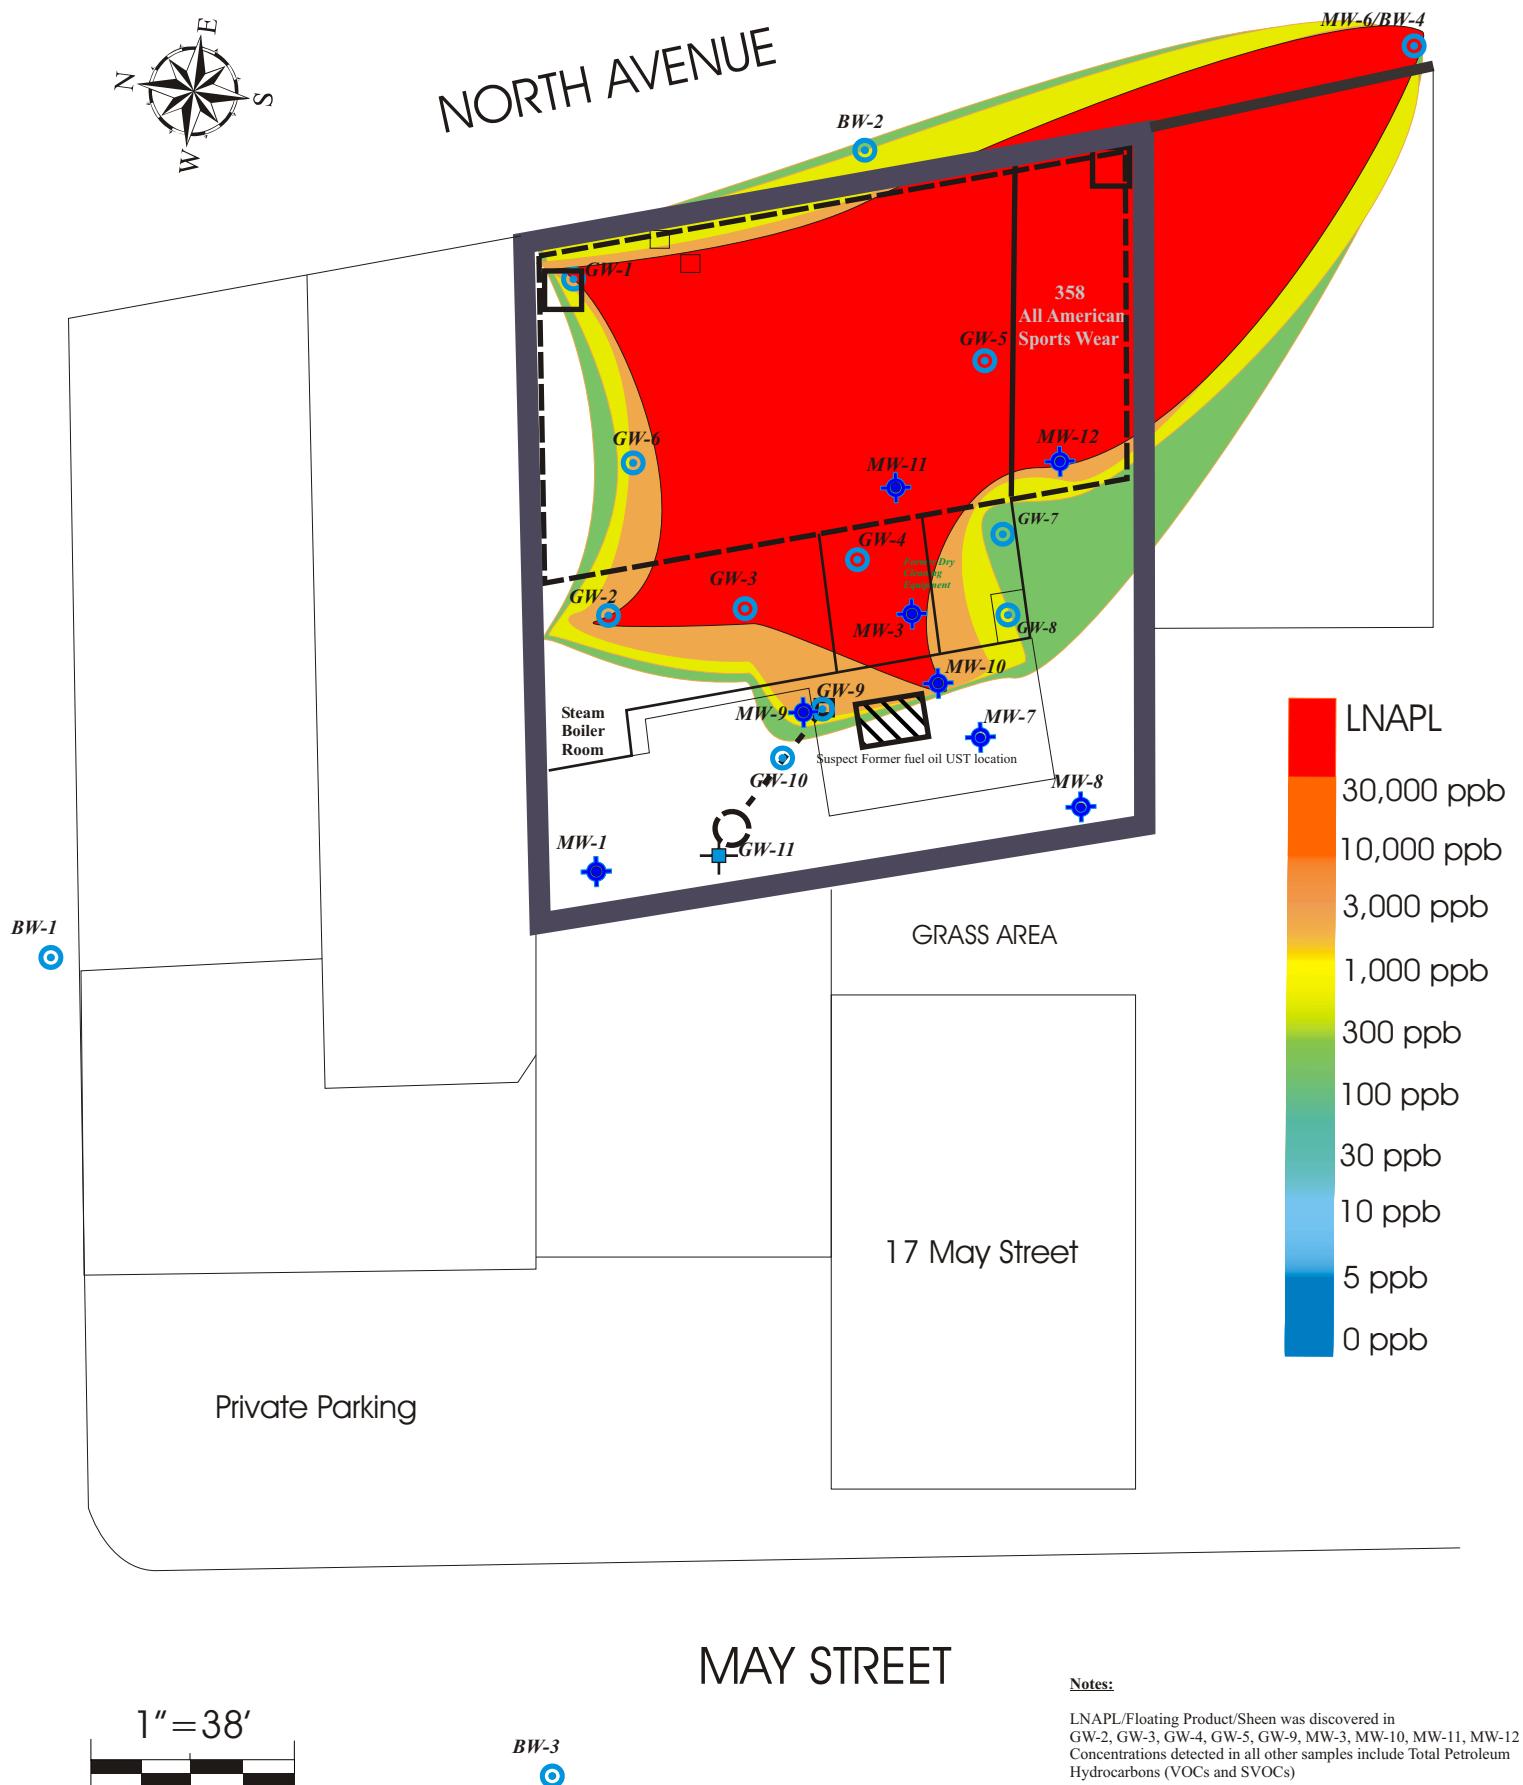 MW-6/BW-4
E
N
S
W
NORTH AVENUE
BW-2
GW-1
358
All American
Sports Wear
GW-5
GW-6
MW-12
MW-11
GW-7
GW-4
Dry
GW-3
GW-2
MW-3
GW-8
MW-10
GW-9
Steam
Boiler
Room
MW-9
MW-7
Suspect Former fuel oil UST location
GW-10
MW-8
MW-1
GW-11
LNAPL
30,000 ppb
10,000 ppb
3,000 ppb
1,000 ppb
300 ppb
100 ppb
30 ppb
10 ppb
5 ppb
0 ppb
BW-1
GRASS AREA
17 May Street
Private Parking
MAY STREET
1"=38'
BW-3
Notes:
LNAPL/Floating Product/Sheen was discovered in
GW-2, GW-3, GW-4, GW-5, GW-9, MW-3, MW-10, MW-11, MW-12
Concentrations detected in all other samples include Total Petroleum
Hydrocarbons (VOCs and SVOCs)